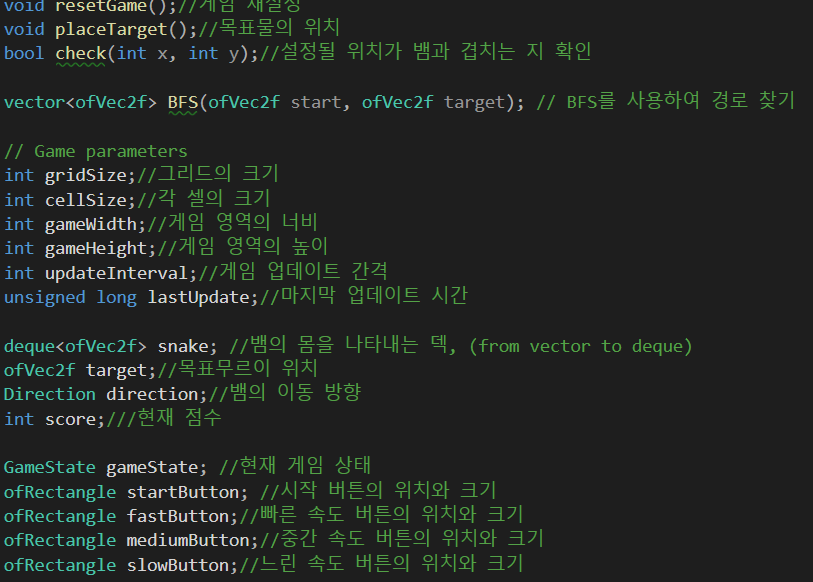 void resetGame();//게임 재설정
void placeTarget();//목표물의 위치
bool check(int x, int y);//설정될 위치가 뱀과 겹치는 지 확인
vector<ofVec2f> BFS(ofVec2f start, ofVec2f target); // BFS를 사용하여 경로 찾기
// Game parameters
int gridSize;//그리드의 크기
int cellSize;//각 셀의 크기
int gameWidth;//게임 영역의 너비
int gameHeight;//게임 영역의 높이
int updateInterval;//게임 업데이트 간격
unsigned long lastUpdate;//마지막 업데이트 시간
deque<ofVec2f> snake; //뱀의 몸을 나타내는 덱, (from vector to deque)
ofVec2f target;//목표무르이 위치
Direction direction;//뱀의 이동 방향
int score;///현재 점수
GameState gameState; //현재 게임 상태
ofRectangle startButton; //시작 버튼의 위치와 크기
ofRectangle fastButton;//빠른 속도 버튼의 위치와 크기
ofRectangle mediumButton;//중간 속도 버튼의 위치와 크기
ofRectangle slowButton;//느린 속도 버튼의 위치와 크기